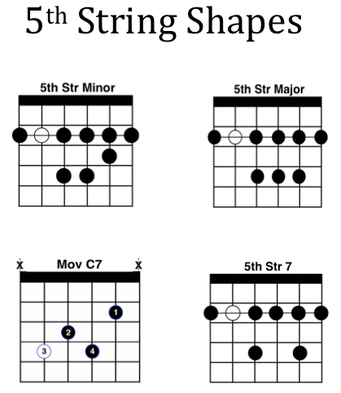 5th String Shapes
5th Str Minor
5th Str Major
x Mov C7 x
1
2
3 4
5th Str 7